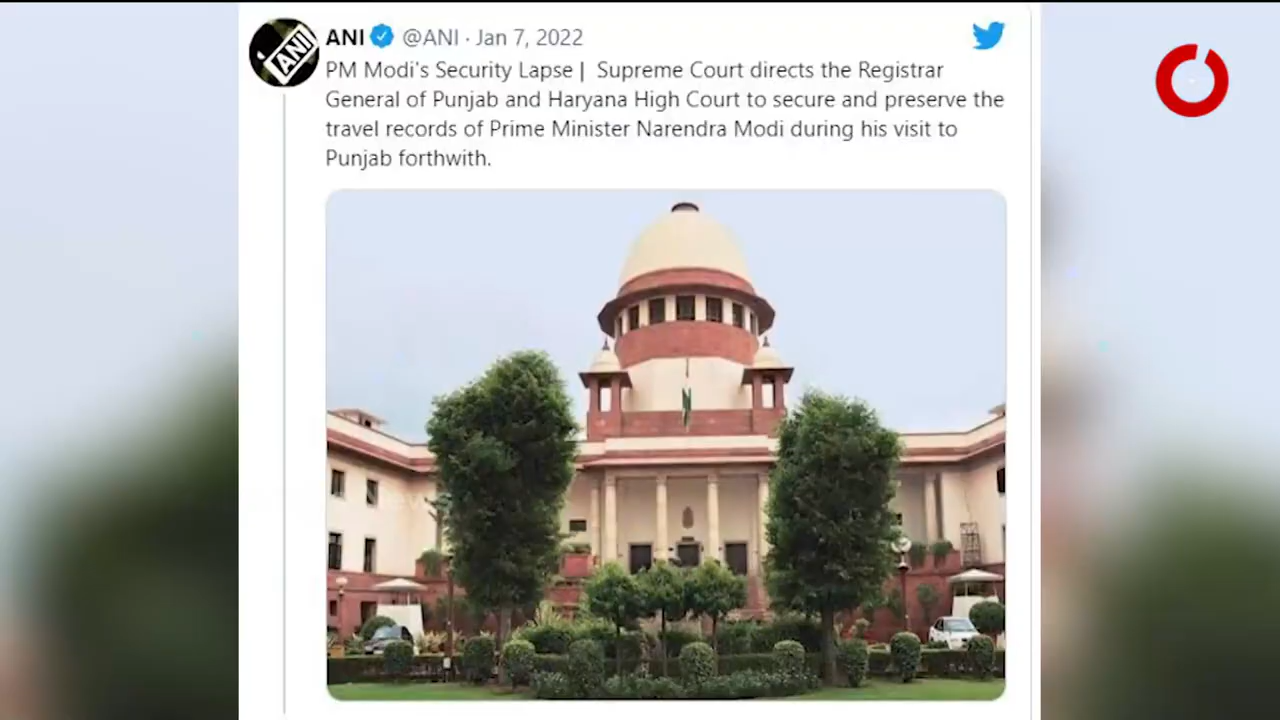 ANI
ANI @ANI · Jan 7, 2022
PM Modi's Security Lapse | Supreme Court directs the Registrar
General of Punjab and Haryana High Court to secure and preserve the
travel records of Prime Minister Narendra Modi during his visit to
Punjab forthwith.